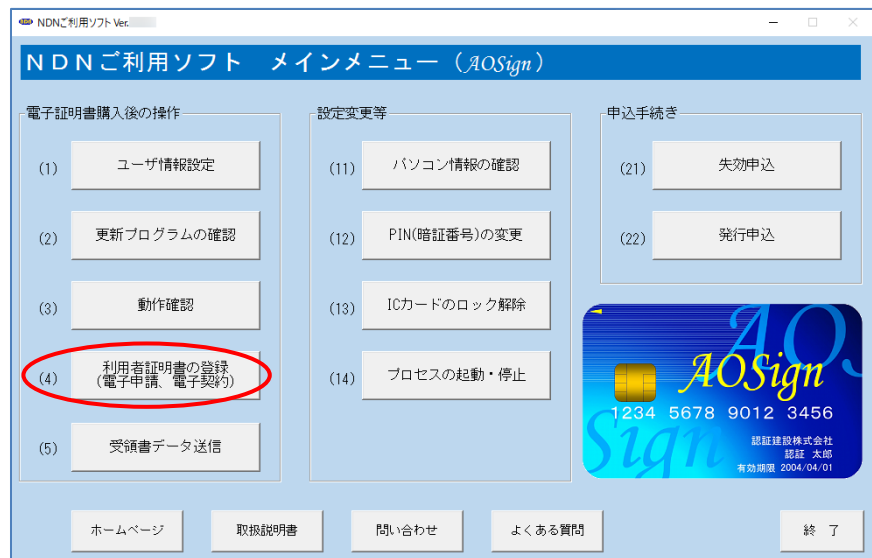 NDNご利用ソフト Ver.
NDNご利用ソフト メインメニュー（AOSign）
電子証明書購入後の操作
(1) ユーザ情報設定
(2) 更新プログラムの確認
(3) 動作確認
(4) 利用者証明書の登録
(電子申請、電子契約)
(5) 受領書データ送信
設定変更等
(11) パソコン情報の確認
(12) PIN(暗証番号)の変更
(13) ICカードのロック解除
(14) プロセスの起動・停止
申込手続き
(21) 失効申込
(22) 発行申込
AO
AOSign
Sign
1234 5678 9012 3456
認証建設株式会社
認証 太郎
有効期限 2004/04/01
ホームページ
取扱説明書
問い合わせ
よくある質問
終 了